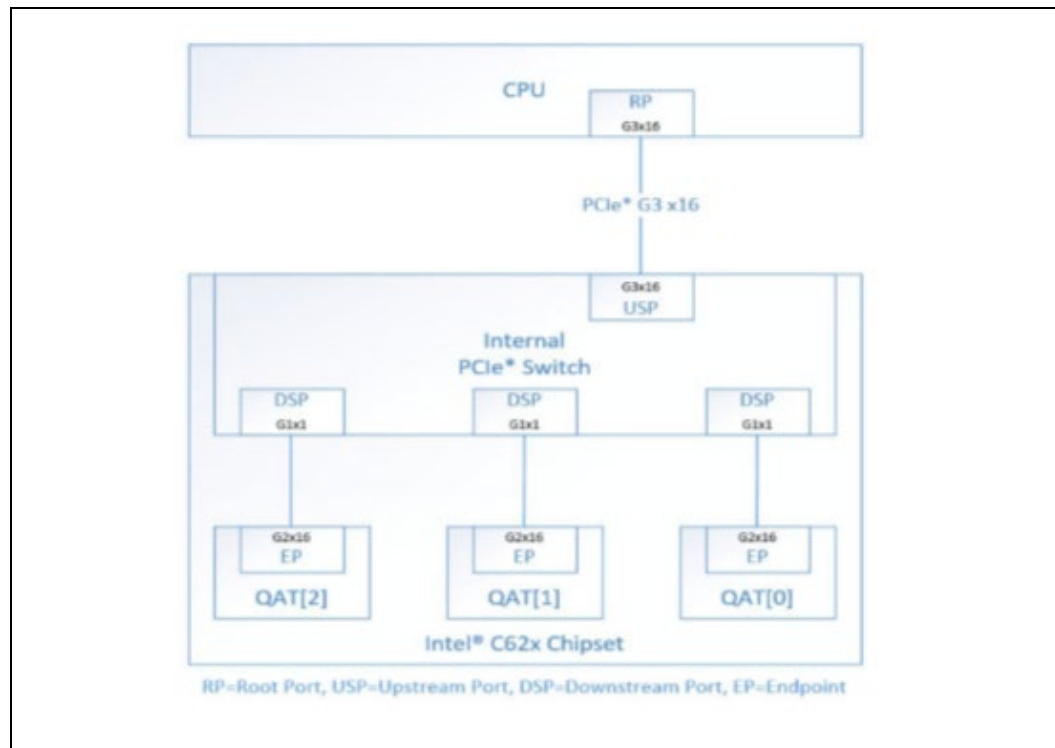 CPU
RP
G3x16
PCIe* G3 x16
G3x16
USP
Internal
PCIe* Switch
DSP
G1x1
DSP
G1x1
DSP
G1x1
G2x16
EP
QAT[2]
G2x16
EP
QAT[1]
G2x16
EP
QAT[0]
Intel® C62x Chipset
RP=Root Port, USP=Upstream Port, DSP=Downstream Port, EP=Endpoint